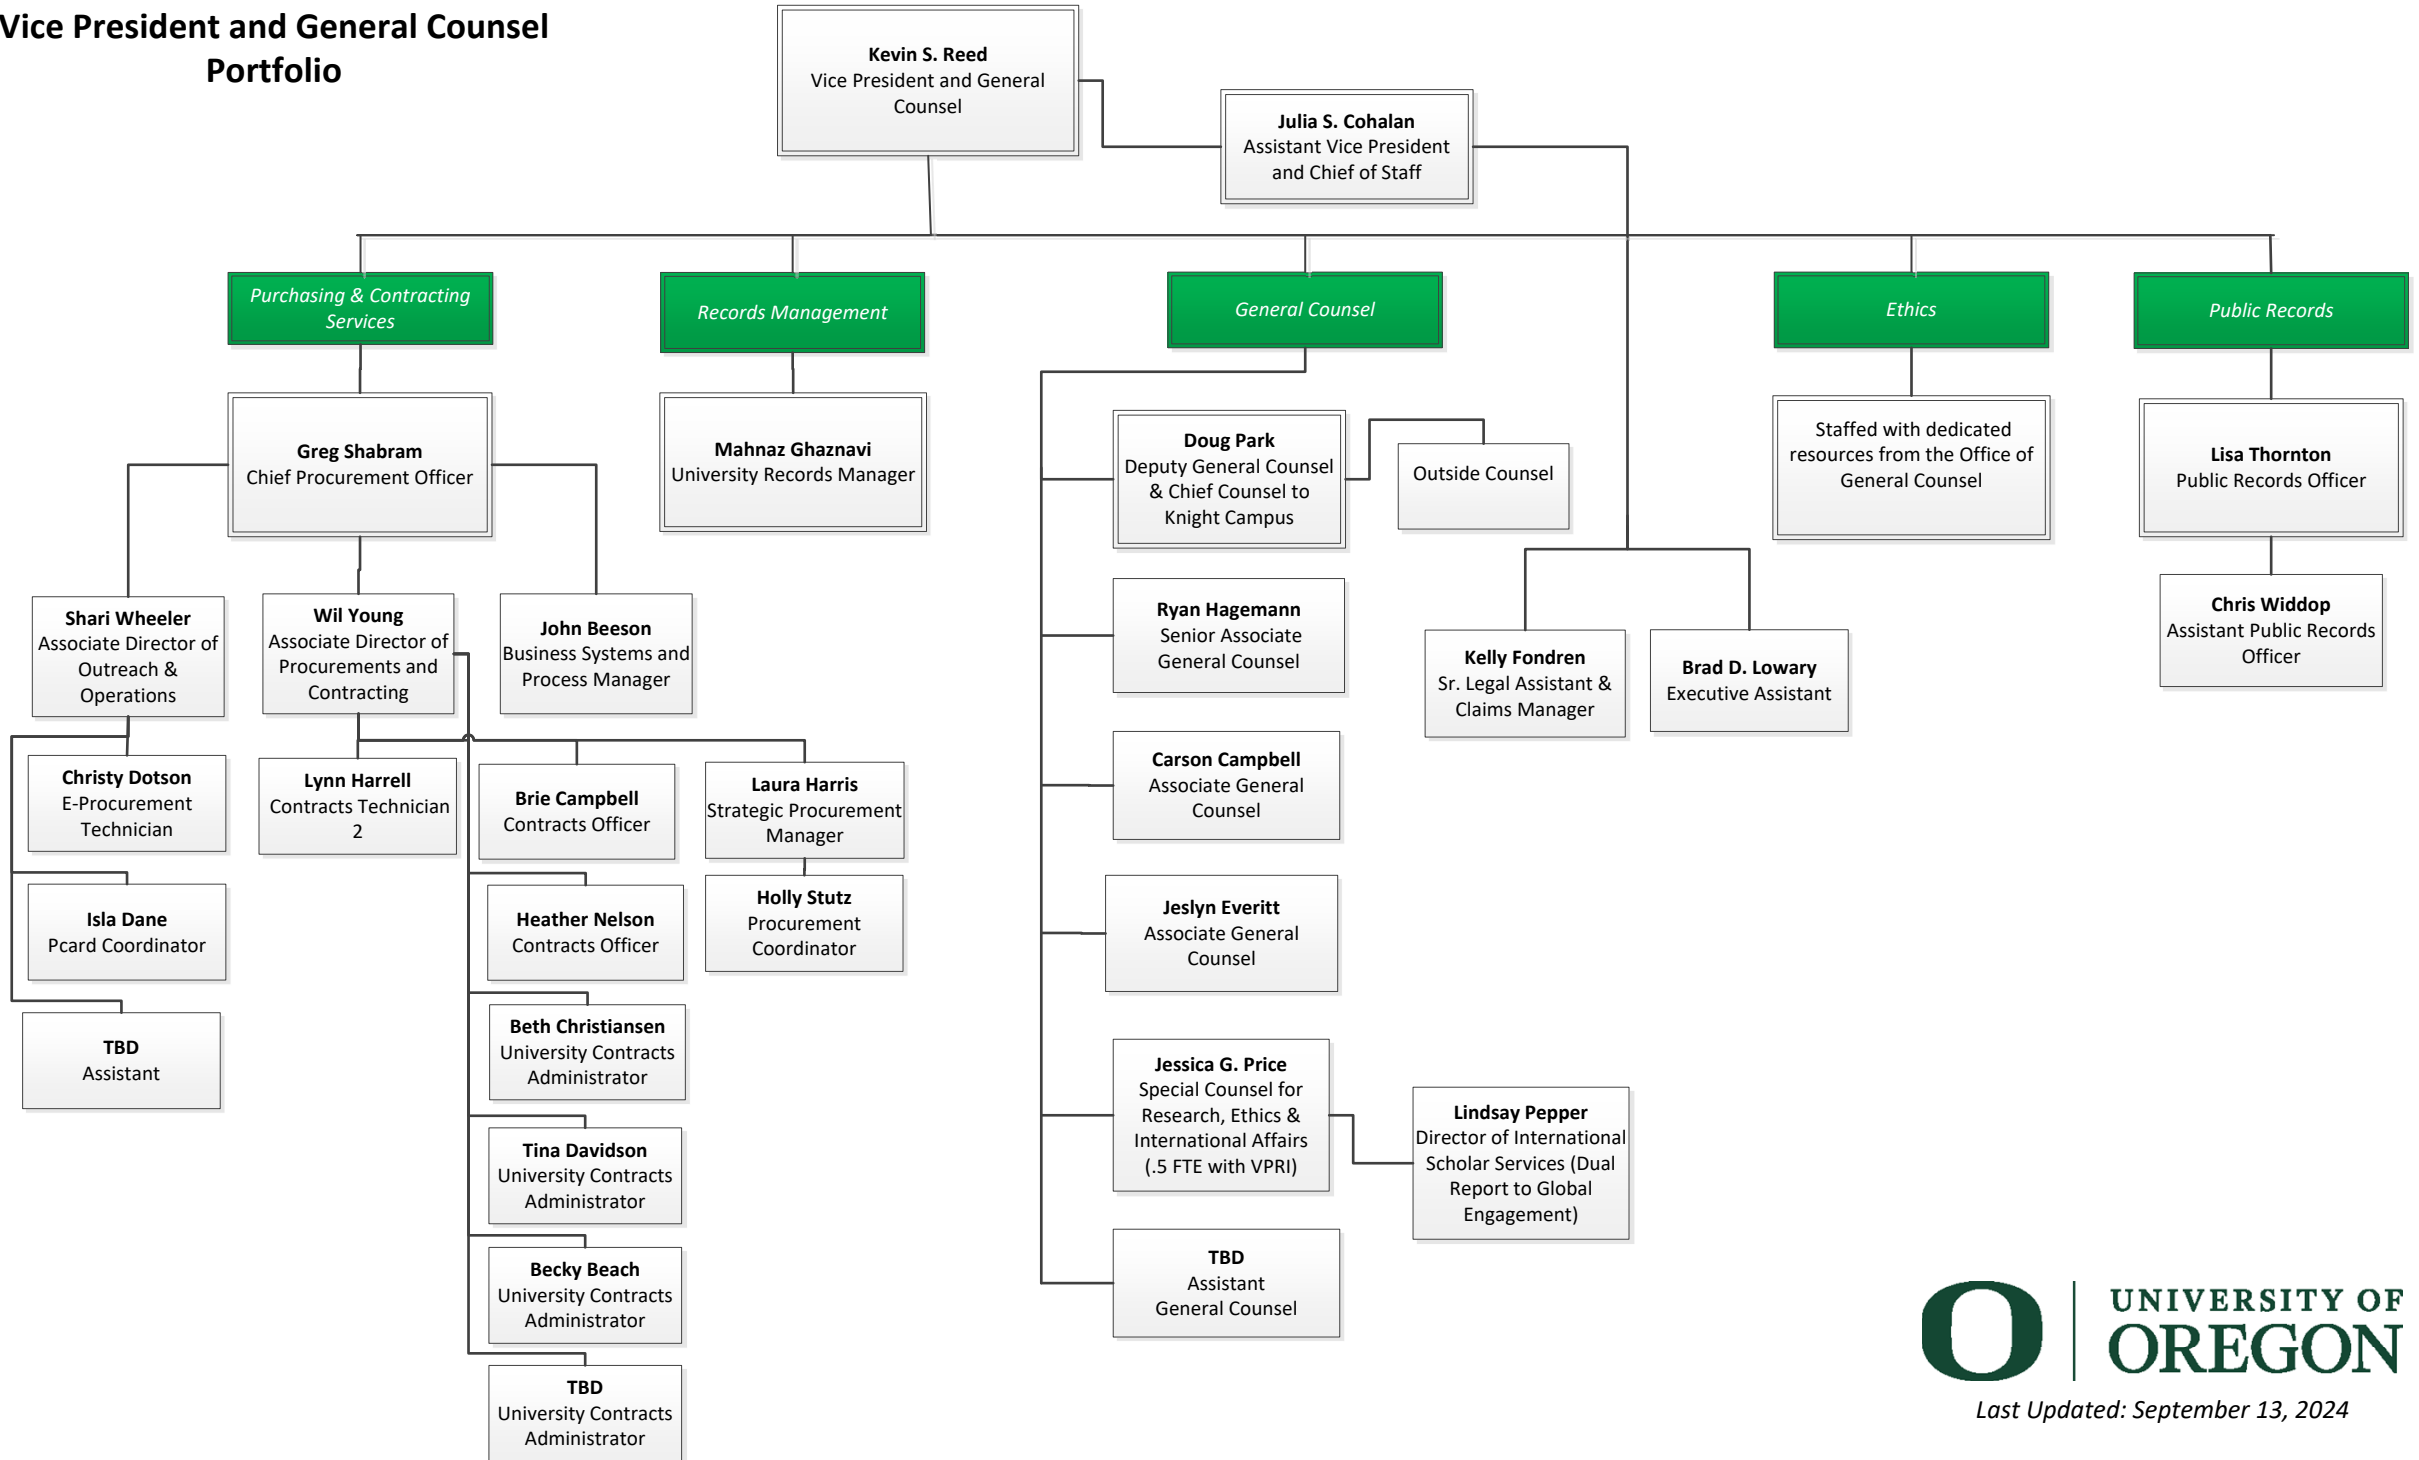 Vice President and General Counsel
Portfolio
Kevin S. Reed
Vice President and General
Counsel
Julia S. Cohalan
Assistant Vice President
and Chief of Staff
Purchasing & Contracting
Services
Records Management
General Counsel
Ethics
Public Records
Greg Shabram
Chief Procurement Officer
Mahnaz Ghaznavi
University Records Manager
Doug Park
Deputy General Counsel
& Chief Counsel to
Knight Campus
Outside Counsel
Staffed with dedicated
resources from the Office of
General Counsel
Lisa Thornton
Public Records Officer
Shari Wheeler
Associate Director of
Outreach &
Operations
Wil Young
Associate Director of
Procurements and
Contracting
John Beeson
Business Systems and
Process Manager
Ryan Hagemann
Senior Associate
General Counsel
Kelly Fondren
Sr. Legal Assistant &
Claims Manager
Brad D. Lowary
Executive Assistant
Chris Widdop
Assistant Public Records
Officer
Christy Dotson
E-Procurement
Technician
Lynn Harrell
Contracts Technician
2
Brie Campbell
Contracts Officer
Laura Harris
Strategic Procurement
Manager
Carson Campbell
Associate General
Counsel
Isla Dane
Pcard Coordinator
Heather Nelson
Contracts Officer
Holly Stutz
Procurement
Coordinator
Jeslyn Everitt
Associate General
Counsel
TBD
Assistant
Beth Christiansen
University Contracts
Administrator
Jessica G. Price
Special Counsel for
Research, Ethics &
International Affairs
(.5 FTE with VPRI)
Lindsay Pepper
Director of International
Scholar Services (Dual
Report to Global
Engagement)
Tina Davidson
University Contracts
Administrator
Becky Beach
University Contracts
Administrator
TBD
Assistant
General Counsel
TBD
University Contracts
Administrator
O
UNIVERSITY OF
OREGON
Last Updated: September 13, 2024